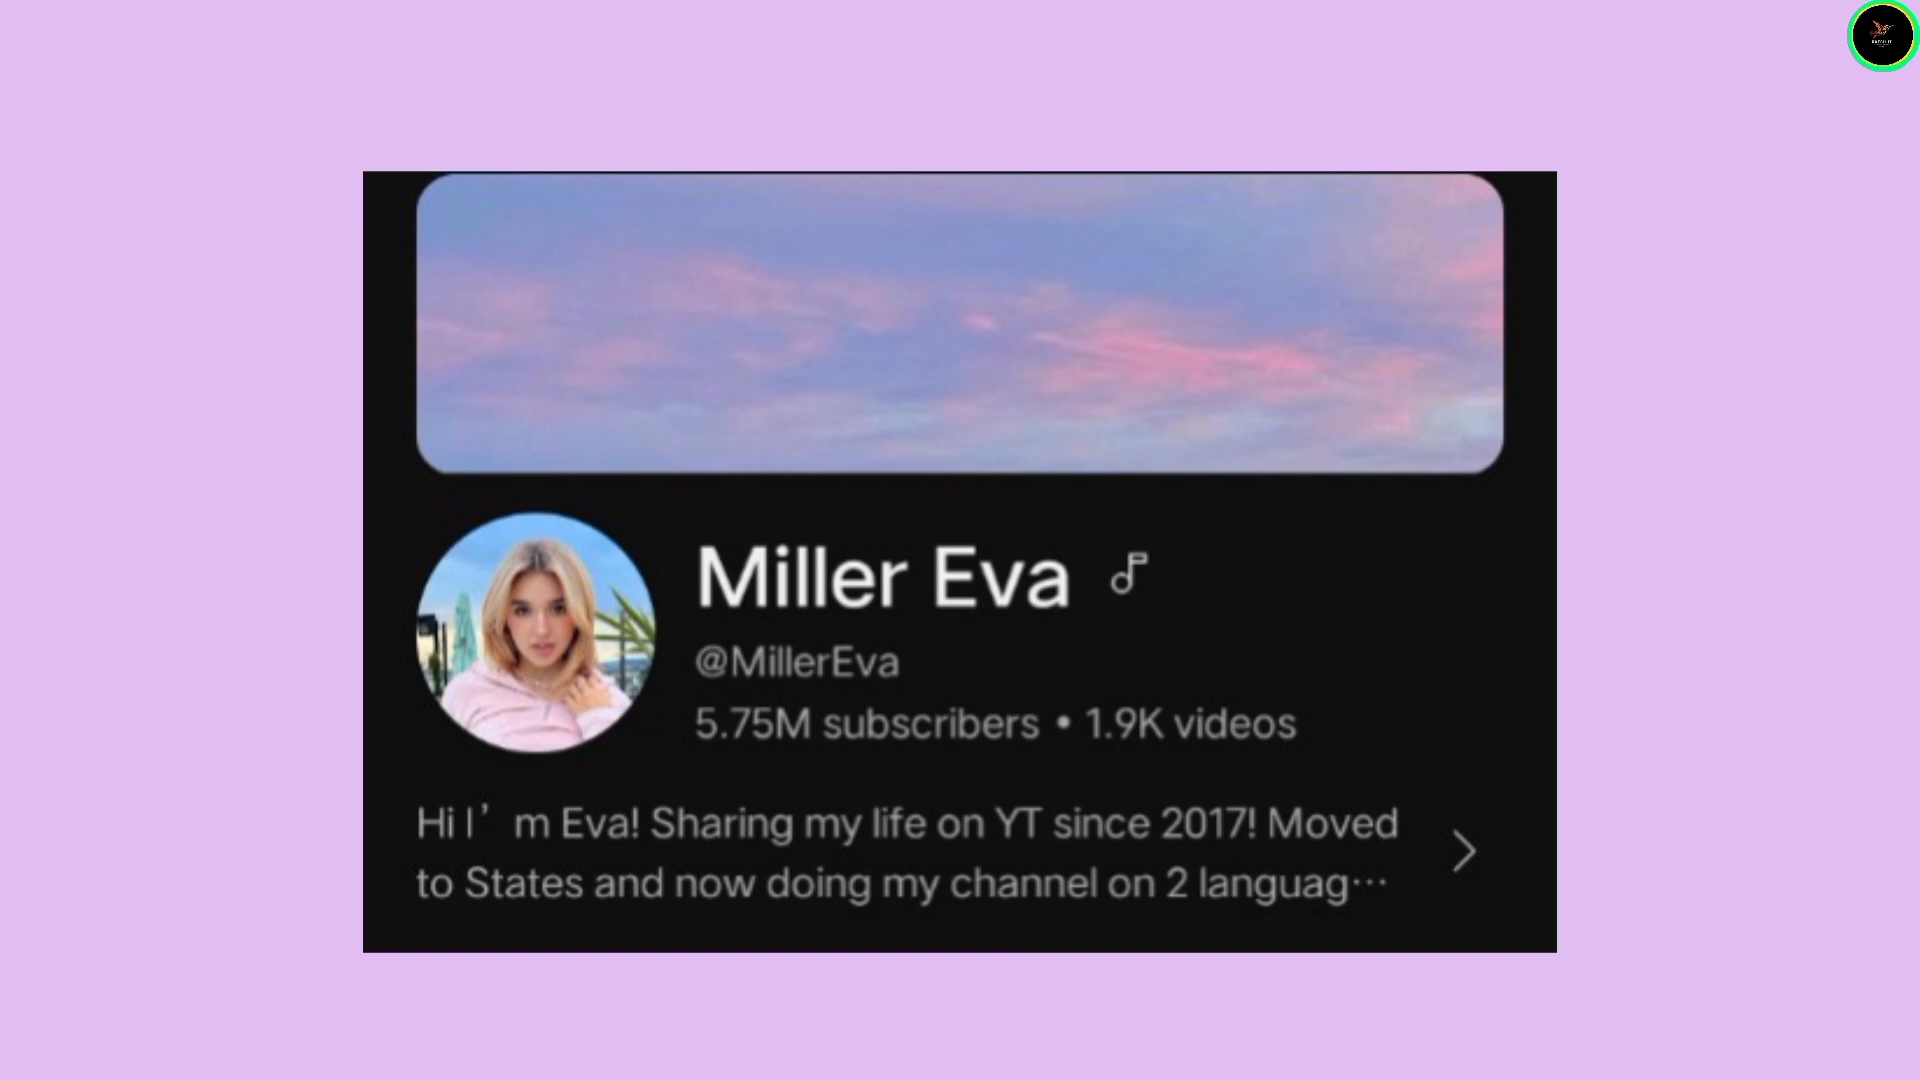 Miller Eva
@MillerEva
5.75M subscribers • 1.9K videos
Hi I’m Eva! Sharing my life on YT since 2017! Moved
to States and now doing my channel on 2 languag…